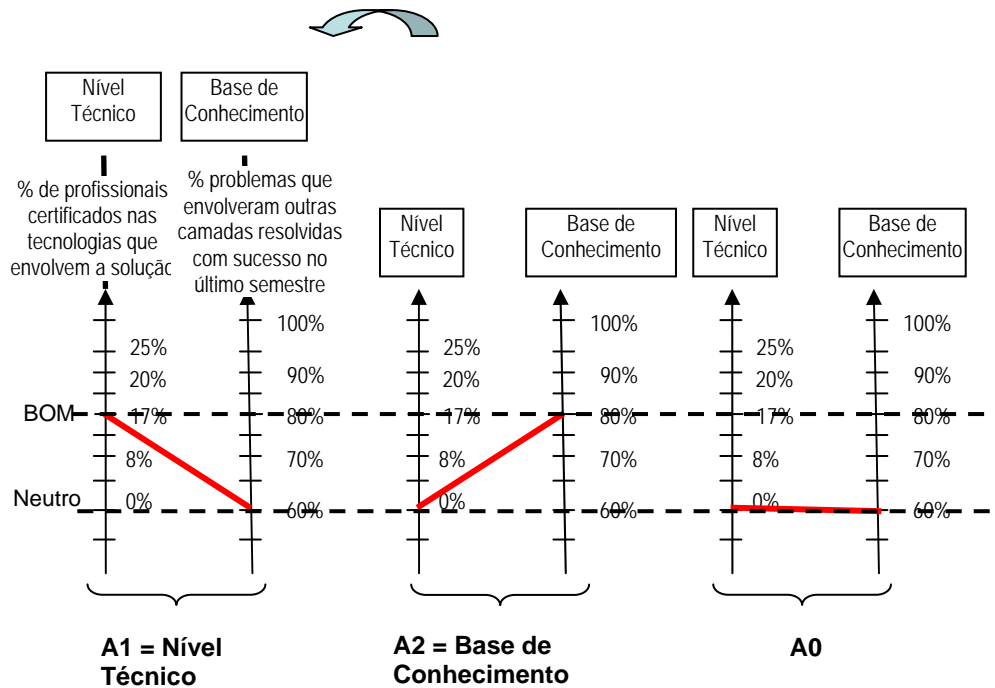 Nível
Técnico
Base de
Conhecimento
% de profissionais
certificados nas
tecnologias que
envolvem a solução
% problemas que
envolveram outras
camadas resolvidas
com sucesso no
último semestre
Nível
Técnico
Base de
Conhecimento
Nível
Técnico
Base de
Conhecimento
BOM
Neutro
25%
20%
17%
8%
0%
100%
90%
80%
70%
60%
25%
20%
17%
8%
0%
100%
90%
80%
70%
60%
25%
20%
17%
8%
0%
100%
90%
80%
70%
60%
A1 = Nível
Técnico
A2 = Base de
Conhecimento
A0